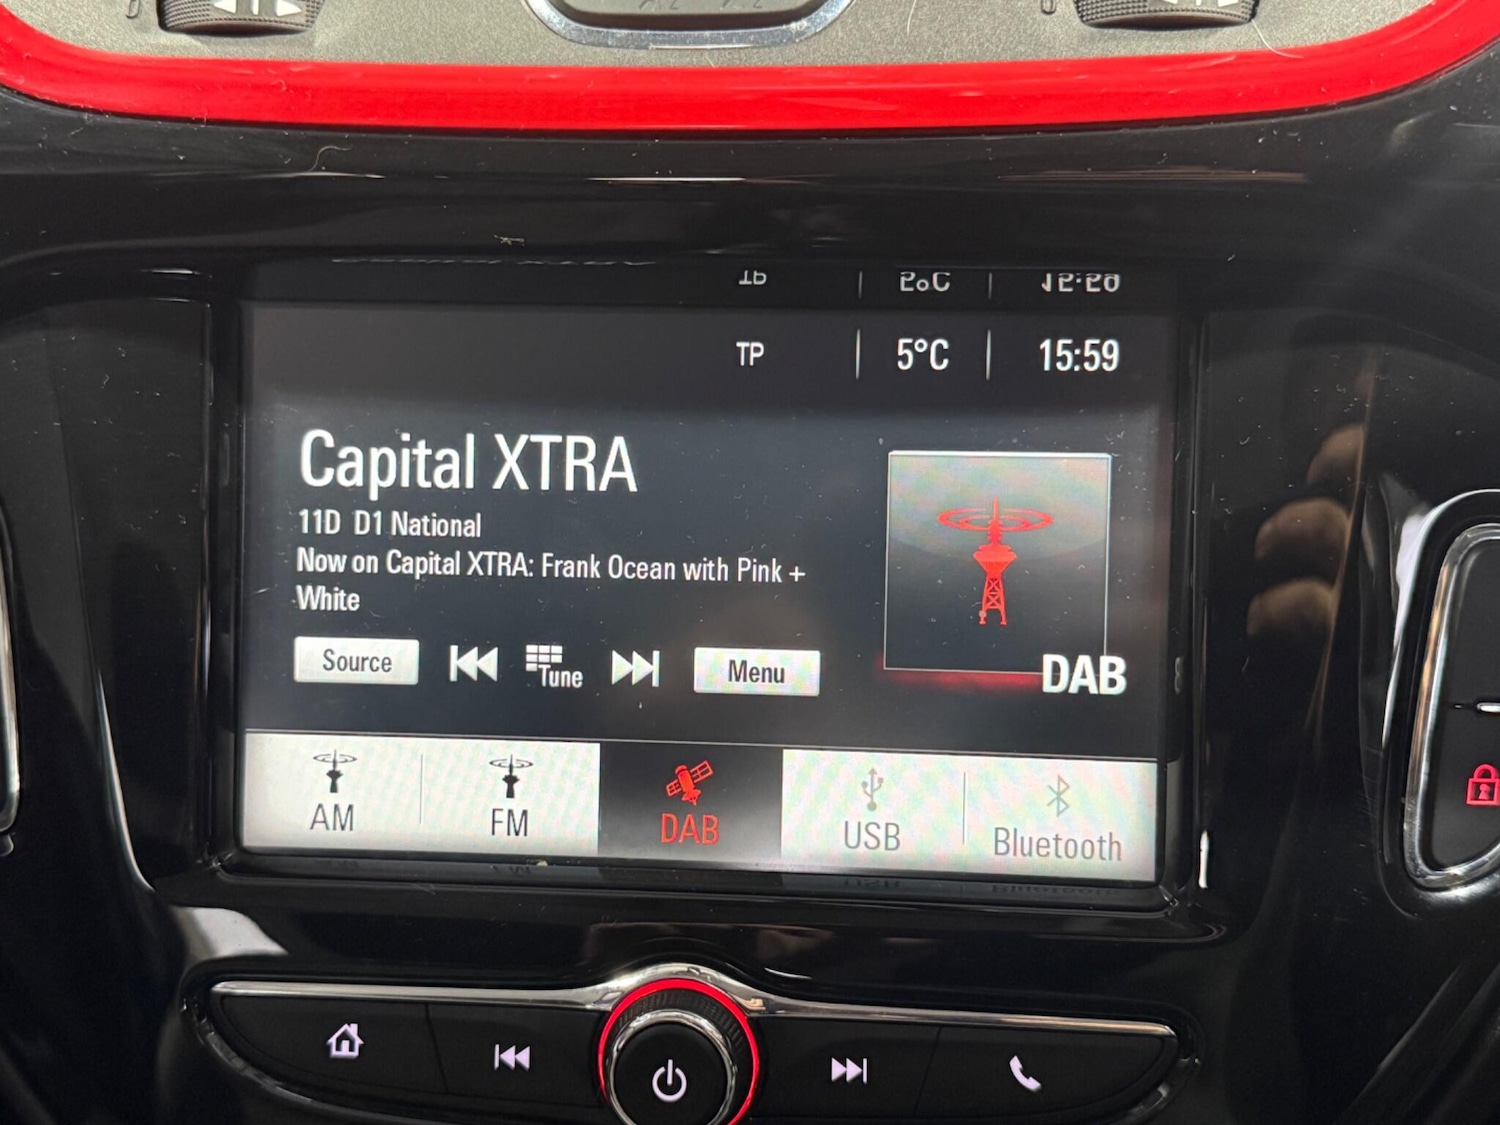 TP 5°C 15:59
Capital XTRA
11D D1 National
Now on Capital XTRA: Frank Ocean with Pink +
White
Source Tune Menu
DAB
AM FM DAB USB Bluetooth